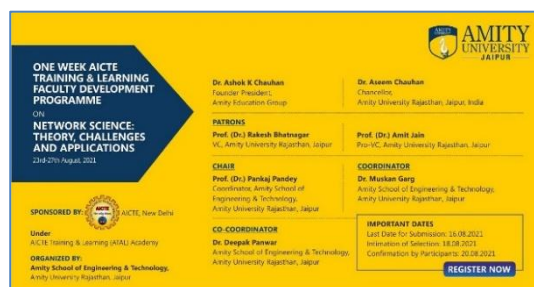 AMITY
UNIVERSITY
JAIPUR
ONE WEEK AICTE
TRAINING & LEARNING
FACULTY DEVELOPMENT
PROGRAMME
ON
NETWORK SCIENCE:
THEORY, CHALLENGES
AND APPLICATIONS
23rd-27th August, 2021
SPONSORED BY:
AICTE, New Delhi
Under
AICTE Training & Learning (ATAL) Academy
ORGANIZED BY:
Amity School of Engineering & Technology,
Amity University Rajasthan, Jaipur
Dr. Ashok K Chauhan
Founder President,
Amity Education Group
Dr. Aseem Chauhan
Chancellor,
Amity University Rajasthan, Jaipur, India
PATRONS
Prof. (Dr.) Rakesh Bhatnagar
VC, Amity University Rajasthan, Jaipur
Prof. (Dr.) Amit Jain
Pro-VC, Amity University Rajasthan, Jaipur
CHAIR
Prof. (Dr.) Pankaj Pandey
Coordinator, Amity School of
Engineering & Technology,
Amity University Rajasthan, Jaipur
COORDINATOR
Dr. Muskan Garg
Amity School of Engineering & Technology,
Amity University Rajasthan, Jaipur
CO-COORDINATOR
Dr. Deepak Panwar
Amity School of Engineering & Technology,
Amity University Rajasthan, Jaipur
IMPORTANT DATES
Last Date for Submission: 16.08.2021
Intimation of Selection: 18.08.2021
Confirmation by Participants: 20.08.2021
REGISTER NOW